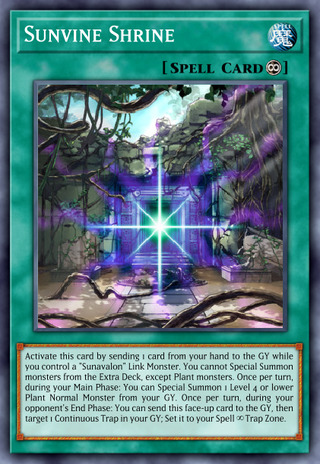 Sunvine Shrine
[Spell Card∞]
Activate this card by sending 1 card from your hand to the GY while
you control a "Sunavalon" Link Monster. You cannot Special Summon
monsters from the Extra Deck, except Plant monsters. Once per turn,
during your Main Phase: You can Special Summon 1 Level 4 or lower
Plant Normal Monster from your GY. Once per turn, during your
opponent's End Phase: You can send this face-up card to the GY, then
target 1 Continuous Trap in your GY; Set it to your Spell ∞ Trap Zone.